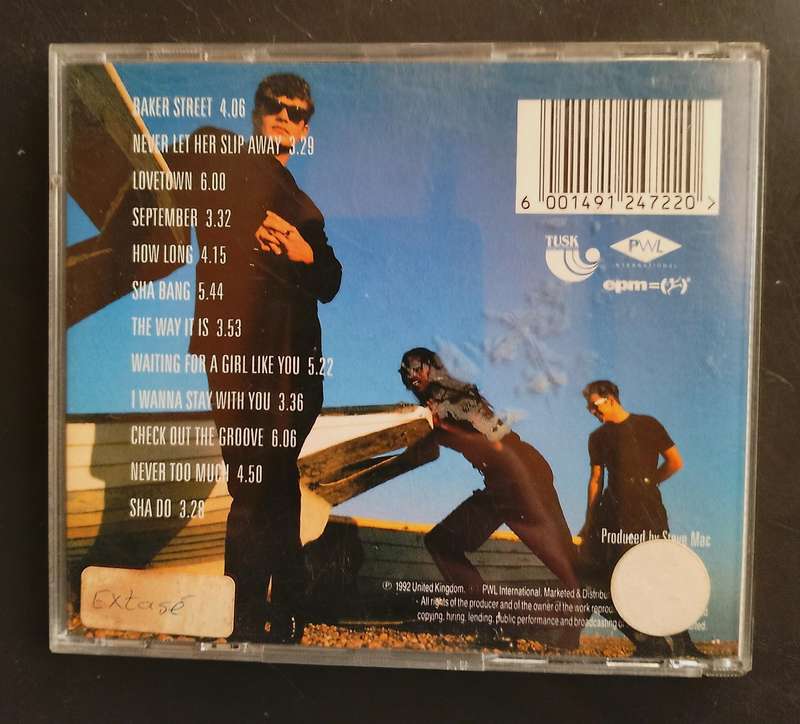 BAKER STREET 4.06
NEVER LET HER SLIP AWAY 3.29
LOVETOWN 6.00
SEPTEMBER 3.32
HOW LONG 4.15
SHA BANG 5.44
THE WAY IT IS 3.53
WAITING FOR A GIRL LIKE YOU 5.22
I WANNA STAY WITH YOU 3.36
CHECK OUT THE GROOVE 6.06
NEVER TOO MUCH 4.50
SHA DO 3.28
6 001491 247220 >
TUSK
PWL
INTERNATIONAL
epm=
Produced by Steve Mac
℗ 1992 United Kingdom. PWL International. Marketed &
All rights of the producer and of the owner of the work
copying, hiring, lending, public performance and broadcasting
Extasé